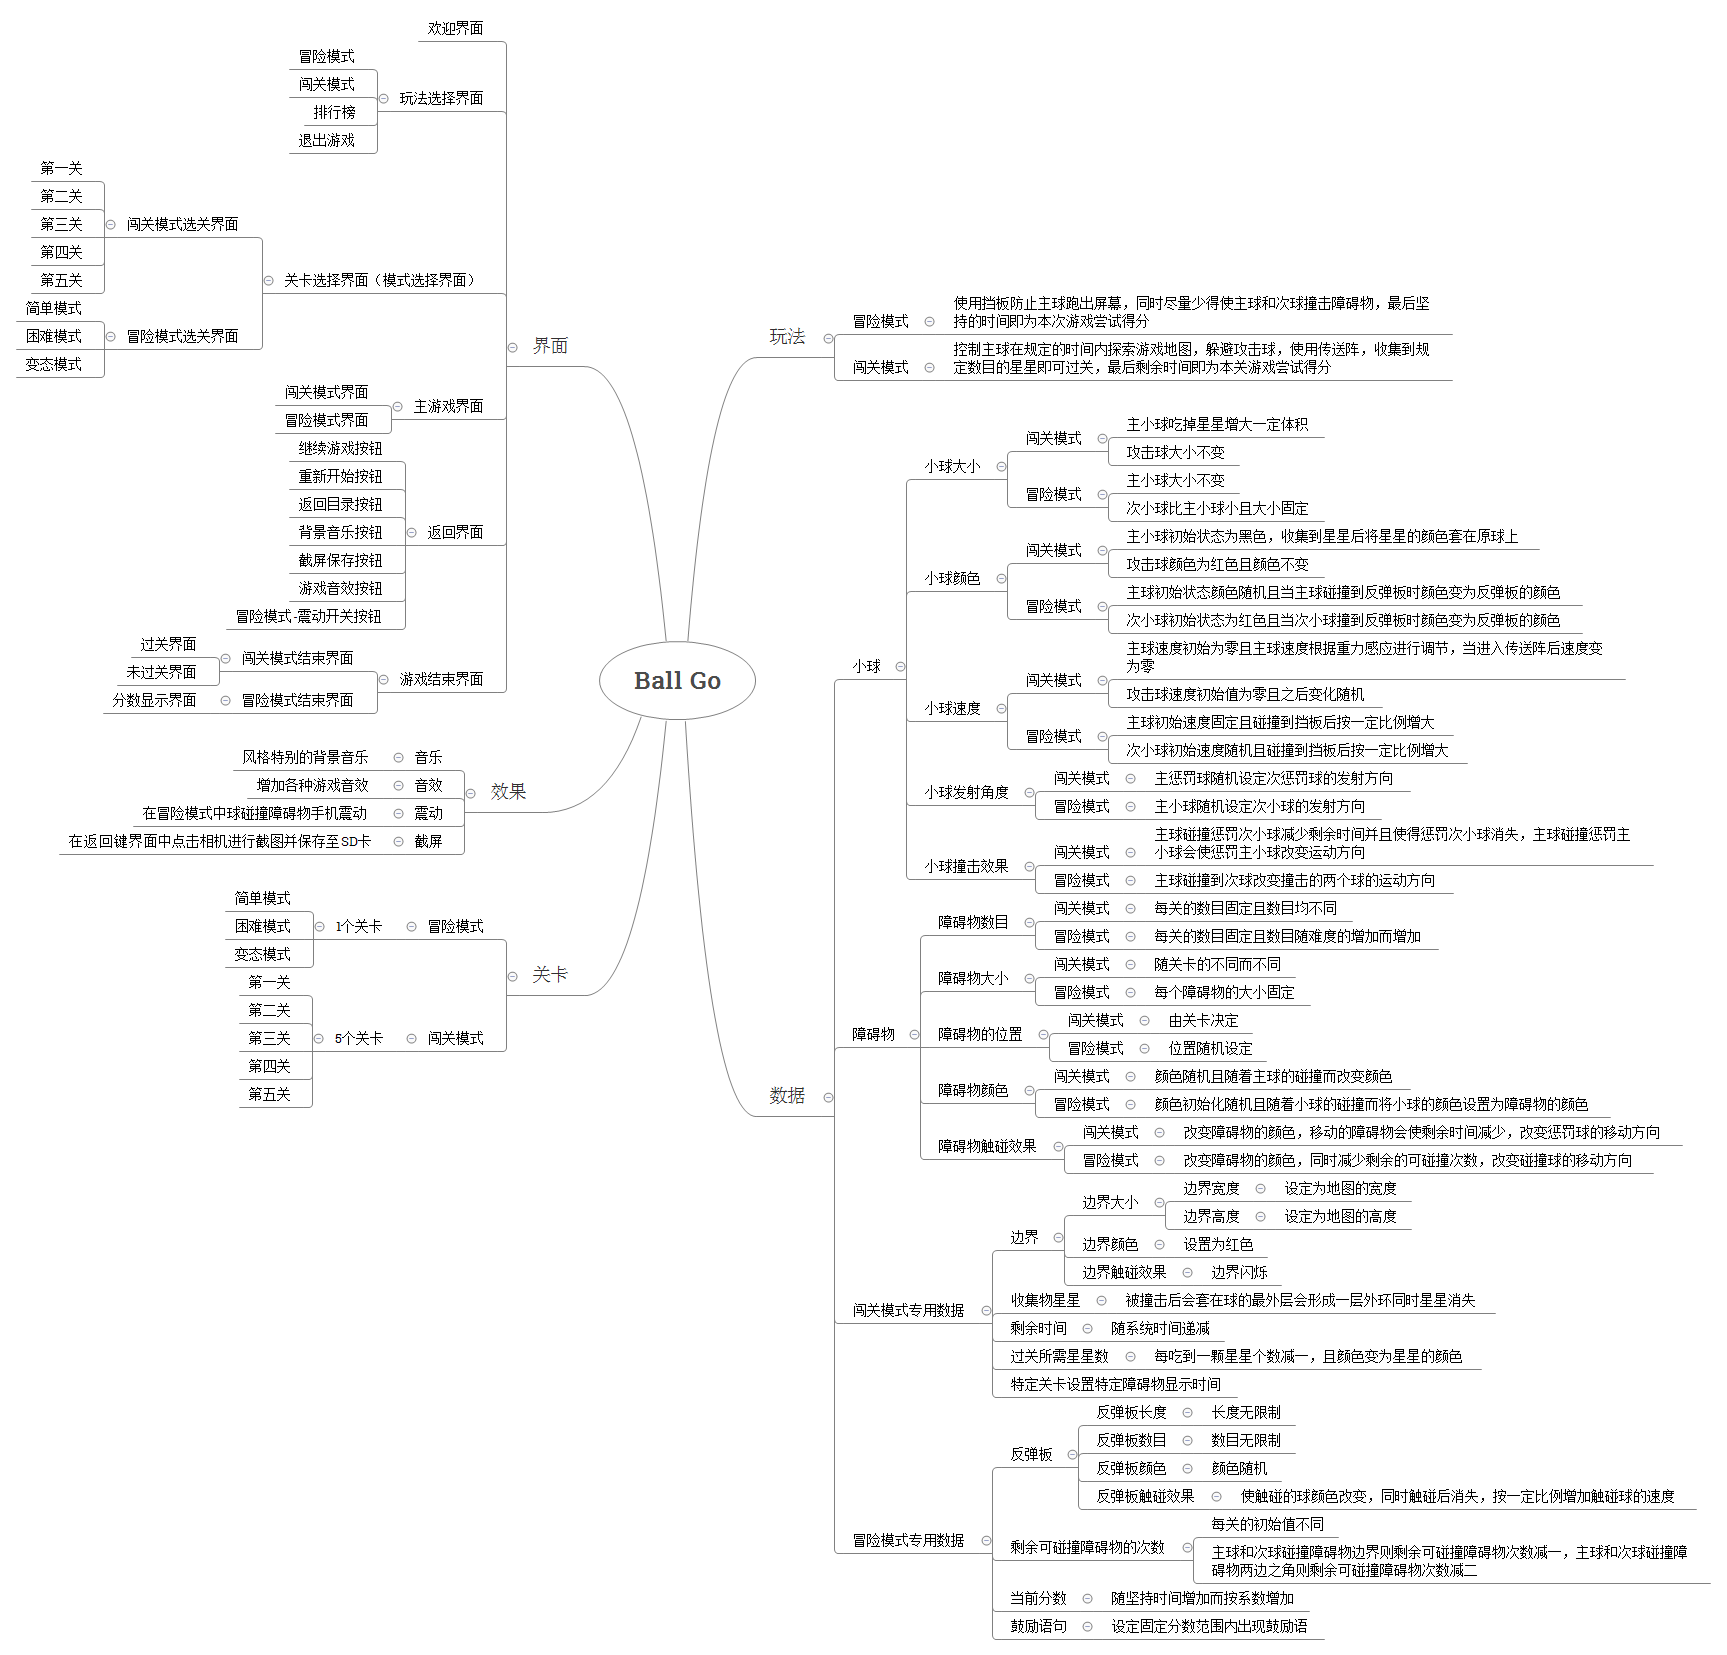 Ball Go
界面
欢迎界面
玩法选择界面
冒险模式
闯关模式
排行榜
退出游戏
关卡选择界面（模式选择界面）
闯关模式选关界面
第一关
第二关
第三关
第四关
第五关
冒险模式选关界面
简单模式
困难模式
变态模式
主游戏界面
闯关模式界面
冒险模式界面
返回界面
继续游戏按钮
重新开始按钮
返回目录按钮
背景音乐按钮
截屏保存按钮
游戏音效按钮
冒险模式-震动开关按钮
游戏结束界面
闯关模式结束界面
过关界面
未过关界面
冒险模式结束界面
分数显示界面
效果
音乐
风格特别的背景音乐
音效
增加各种游戏音效
震动
在冒险模式中球碰撞障碍物手机震动
截屏
在返回键界面中点击相机进行截图并保存至SD卡
关卡
冒险模式
1个关卡
简单模式
困难模式
变态模式
闯关模式
5个关卡
第一关
第二关
第三关
第四关
第五关
玩法
冒险模式
使用挡板防止主球跑出屏幕，同时尽量少得使主球和次球撞击障碍物，最后坚
持的时间即为本次游戏尝试得分
闯关模式
控制主球在规定的时间内探索游戏地图，躲避攻击球，使用传送阵，收集到规
定数目的星星即可过关，最后剩余时间即为本关游戏尝试得分
数据
小球
小球大小
闯关模式
主小球吃掉星星增大一定体积
攻击球大小不变
冒险模式
主小球大小不变
次小球比主小球小且大小固定
小球颜色
闯关模式
主小球初始状态为黑色，收集到星星后将星星的颜色套在原球上
攻击球颜色为红色且颜色不变
冒险模式
主球初始状态颜色随机且当主球碰撞到反弹板时颜色变为反弹板的颜色
次小球初始状态为红色且当次小球撞到反弹板时颜色变为反弹板的颜色
小球速度
闯关模式
主球速度初始为零且主球速度根据重力感应进行调节，当进入传送阵后速度变
为零
攻击球速度初始值为零且之后变化随机
冒险模式
主球初始速度固定且碰撞到挡板后按一定比例增大
次小球初始速度随机且碰撞到挡板后按一定比例增大
小球发射角度
闯关模式
主惩罚球随机设定次惩罚球的发射方向
冒险模式
主小球随机设定次小球的发射方向
小球撞击效果
闯关模式
主球碰撞惩罚次小球减少剩余时间并且使得惩罚次小球消失，主球碰撞惩罚主
小球会使惩罚主小球改变运动方向
冒险模式
主球碰撞到次球改变撞击的两个球的运动方向
障碍物
障碍物数目
闯关模式
每关的数目固定且数目均不同
冒险模式
每关的数目固定且数目随难度的增加而增加
障碍物大小
闯关模式
随关卡的不同而不同
冒险模式
每个障碍物的大小固定
障碍物的位置
闯关模式
由关卡决定
冒险模式
位置随机设定
障碍物颜色
闯关模式
颜色随机且随着主球的碰撞而改变颜色
冒险模式
颜色初始化随机且随着小球的碰撞而将小球的颜色设置为障碍物的颜色
障碍物触碰效果
闯关模式
改变障碍物的颜色，移动的障碍物会使剩余时间减少，改变惩罚球的移动方向
冒险模式
改变障碍物的颜色，同时减少剩余的可碰撞次数，改变碰撞球的移动方向
闯关模式专用数据
边界
边界大小
边界宽度
设定为地图的宽度
边界高度
设定为地图的高度
边界颜色
设置为红色
边界触碰效果
边界闪烁
收集物星星
被撞击后会套在球的最外层会形成一层外环同时星星消失
剩余时间
随系统时间递减
过关所需星星数
每吃到一颗星星个数减一，且颜色变为星星的颜色
特定关卡设置特定障碍物显示时间
冒险模式专用数据
反弹板
反弹板长度
长度无限制
反弹板数目
数目无限制
反弹板颜色
颜色随机
反弹板触碰效果
使触碰的球颜色改变，同时触碰后消失，按一定比例增加触碰球的速度
剩余可碰撞障碍物的次数
每关的初始值不同
主球和次球碰撞障碍物边界则剩余可碰撞障碍物次数减一，主球和次球碰撞障
碍物两边之角则剩余可碰撞障碍物次数减二
当前分数
随坚持时间增加而按系数增加
鼓励语句
设定固定分数范围内出现鼓励语